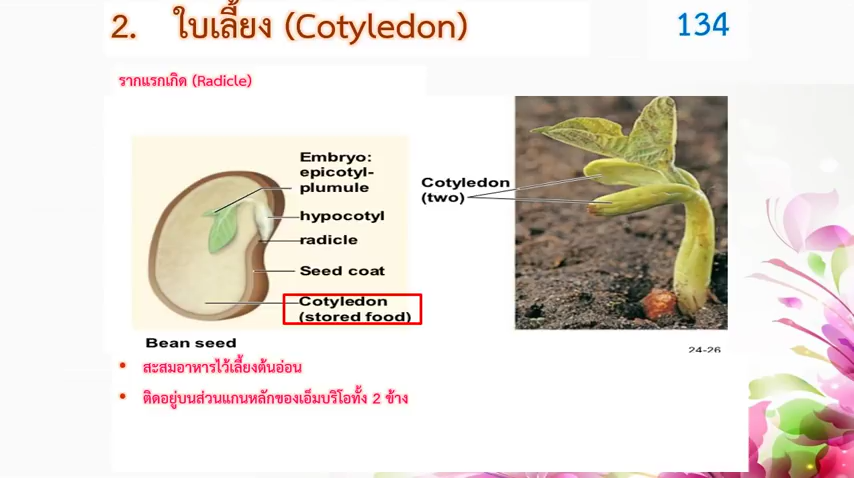 2. ใบเลี้ยง (Cotyledon)
134
รากแรกเกิด (Radicle)
Embryo:
epicotyl-
plumule
hypocotyl
radicle
Seed coat
Cotyledon
(stored food)
Bean seed
Cotyledon
(two)
24-26
• สะสมอาหารไว้เลี้ยงต้นอ่อน
• ติดอยู่บนส่วนแกนหลักของเอ็มบริโอทั้ง 2 ข้าง